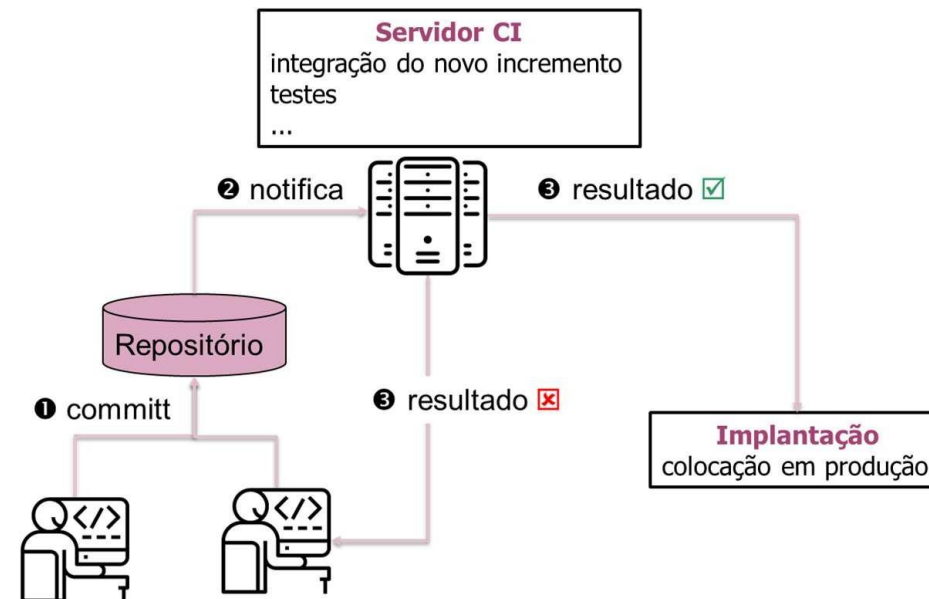 Servidor CI
integração do novo incremento
testes
...
❷ notifica
❸ resultado ☑
Repositório
❶ committ
❸ resultado ☒
Implantação
colocação em produção
</>
</>